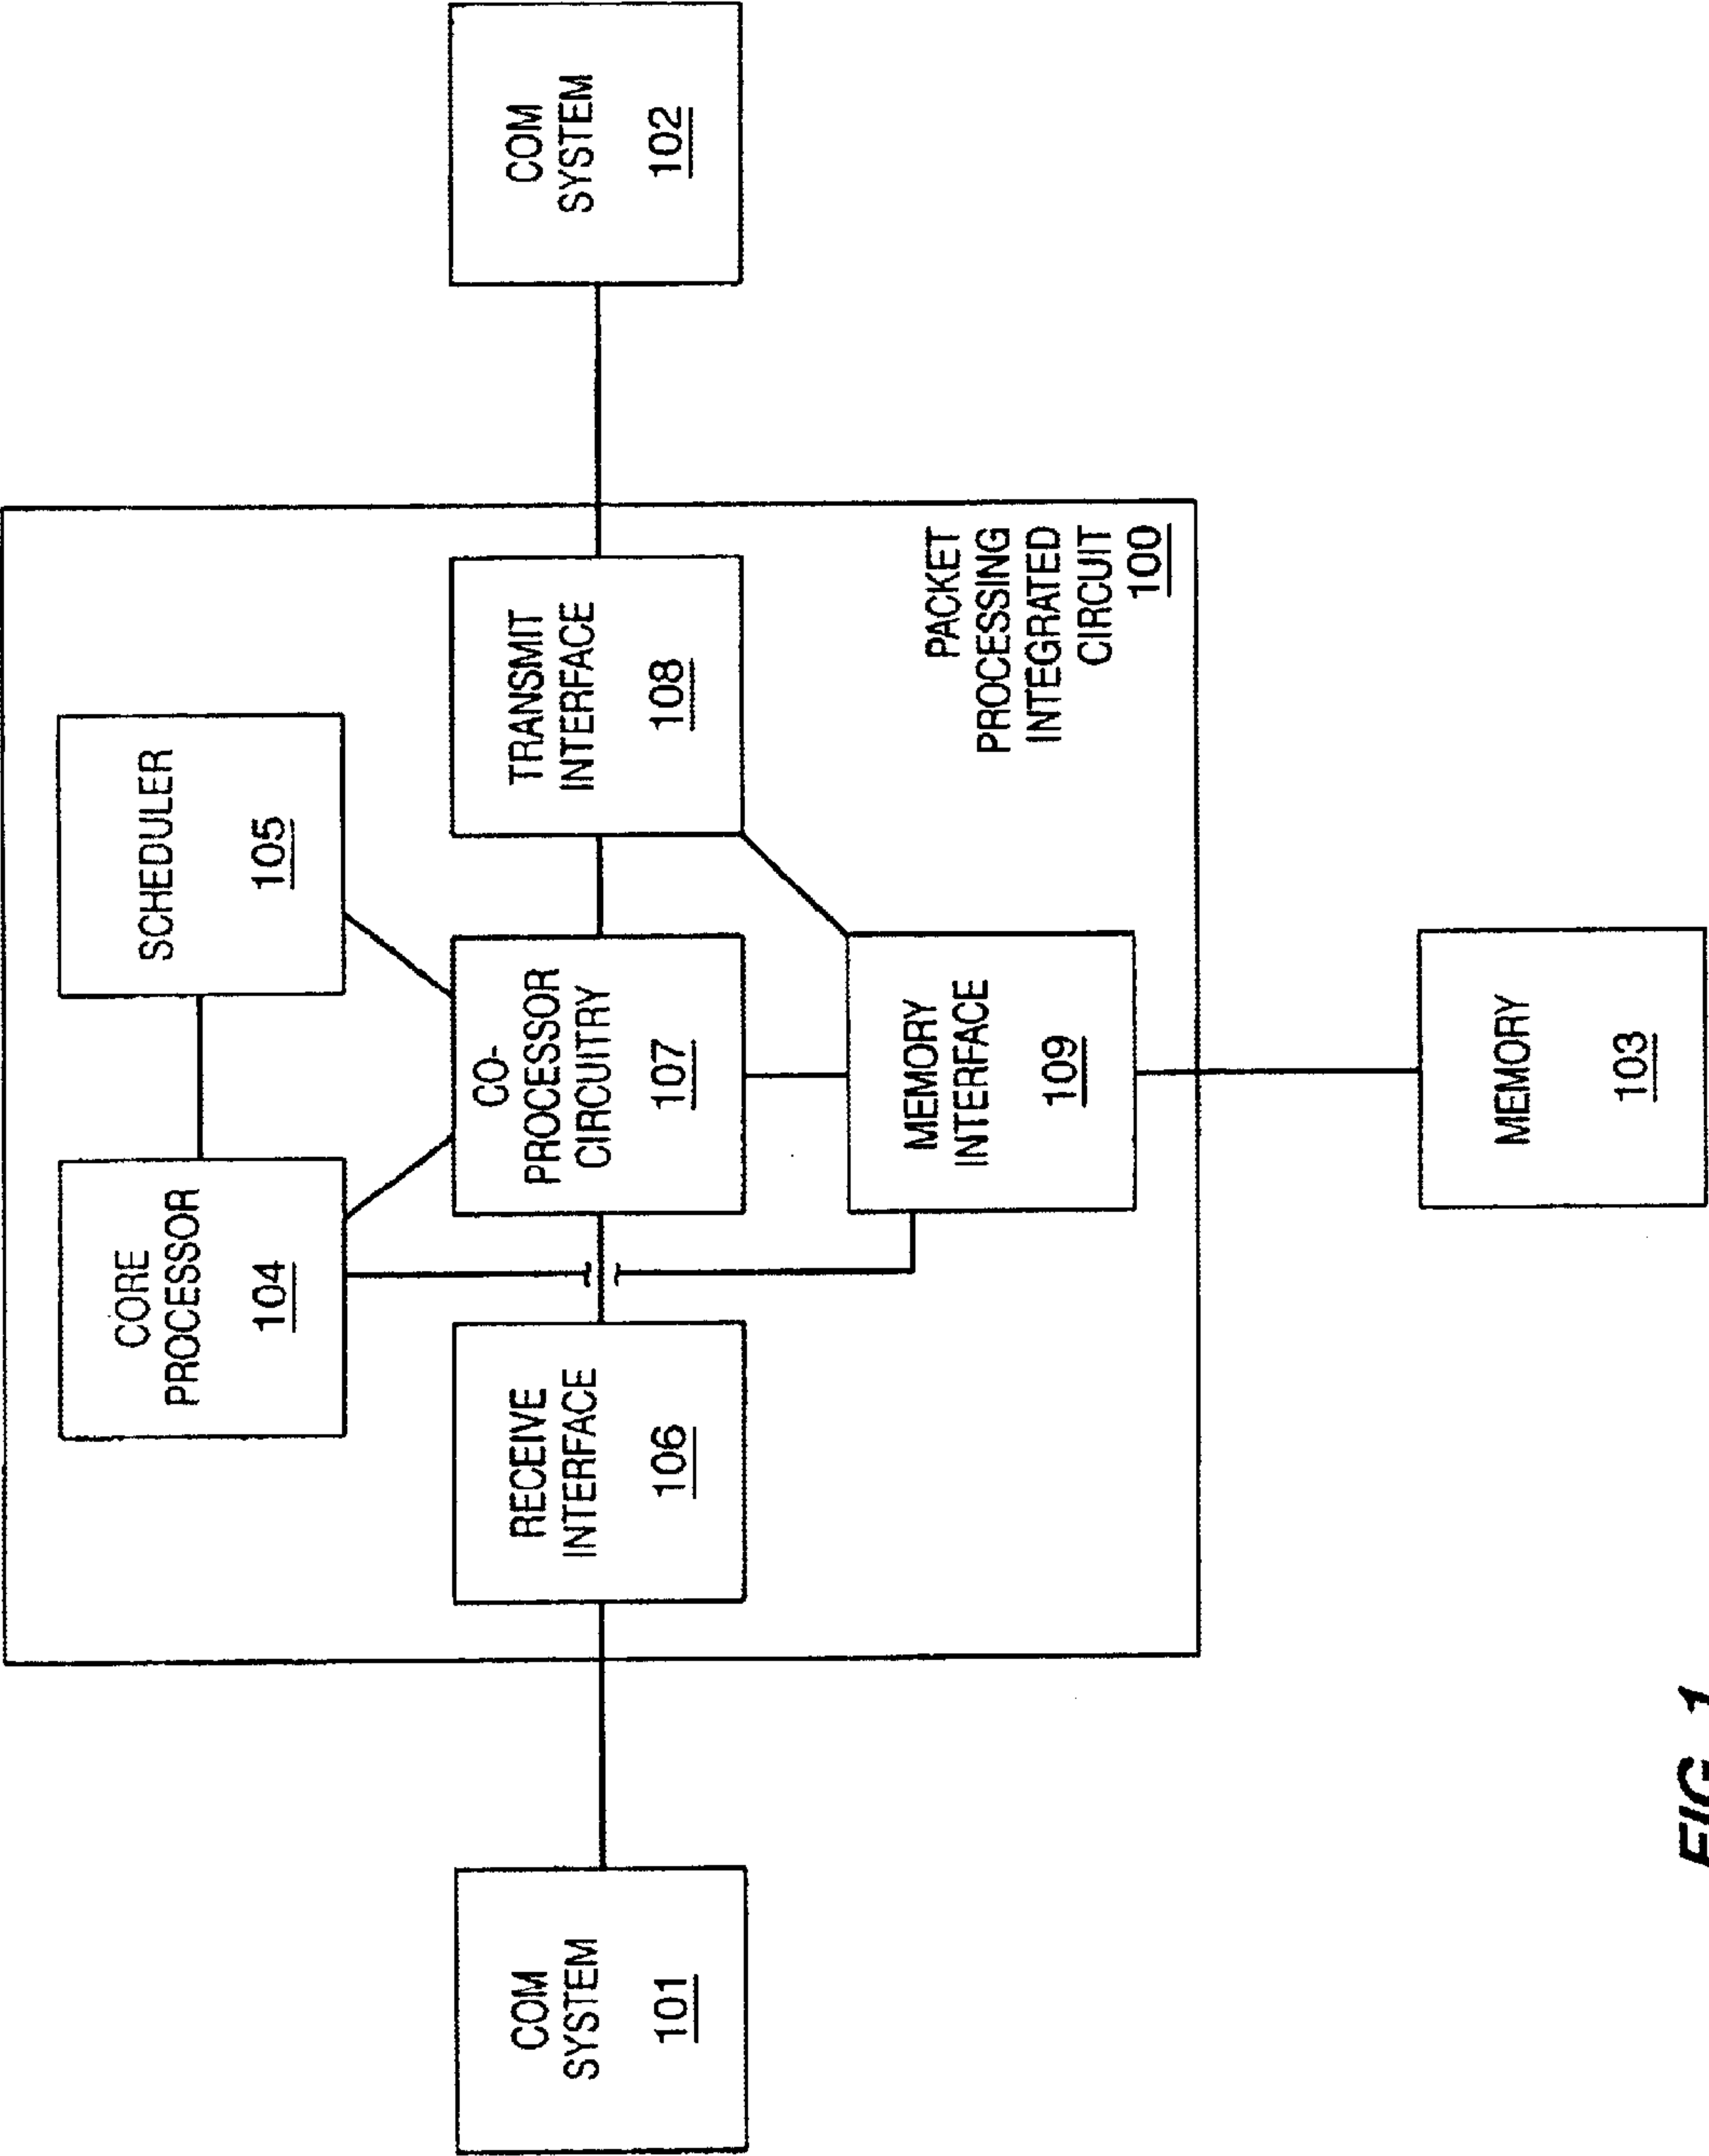 CORE
PROCESSOR
104
SCHEDULER
105
COM
SYSTEM
101
RECEIVE
INTERFACE
106
CO-
PROCESSOR
CIRCUITRY
107
TRANSMIT
INTERFACE
108
COM
SYSTEM
102
MEMORY
INTERFACE
109
PACKET
PROCESSING
INTEGRATED
CIRCUIT
100
MEMORY
103
FIG. 1